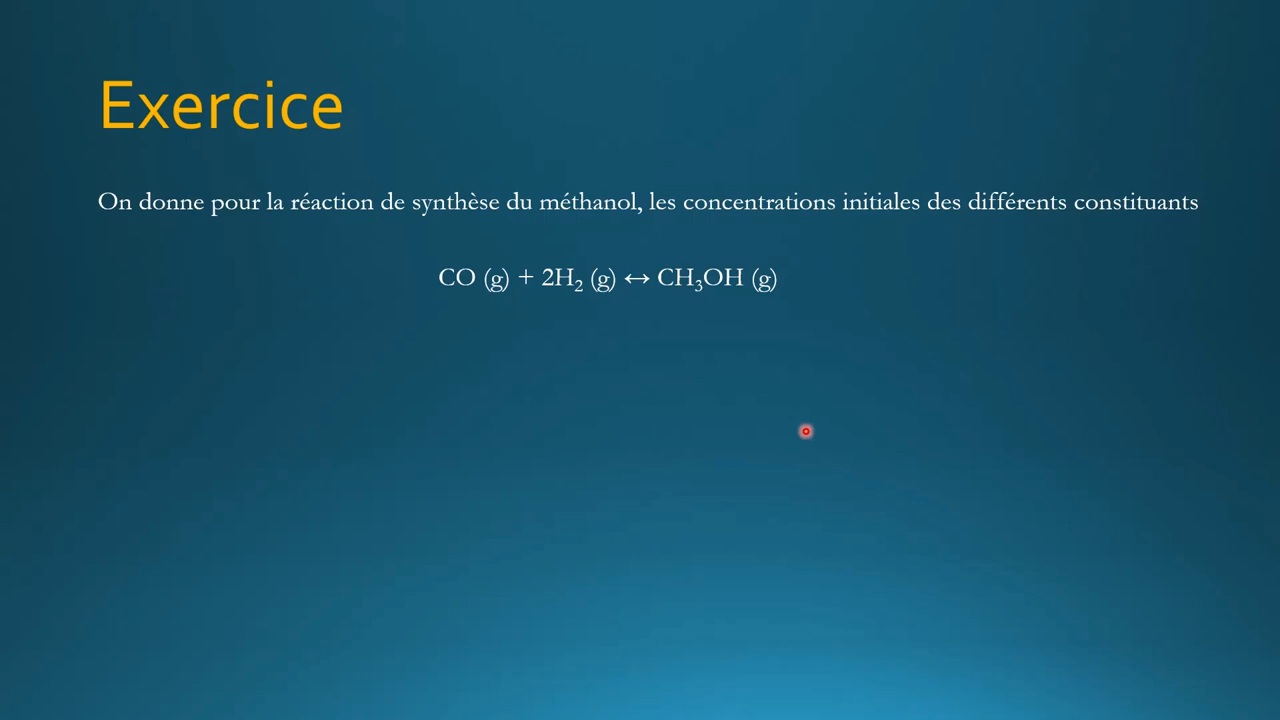 Exercice
On donne pour la réaction de synthèse du méthanol, les concentrations initiales des différents constituants
CO (g) + 2H₂ (g) ↔ CH₃OH (g)